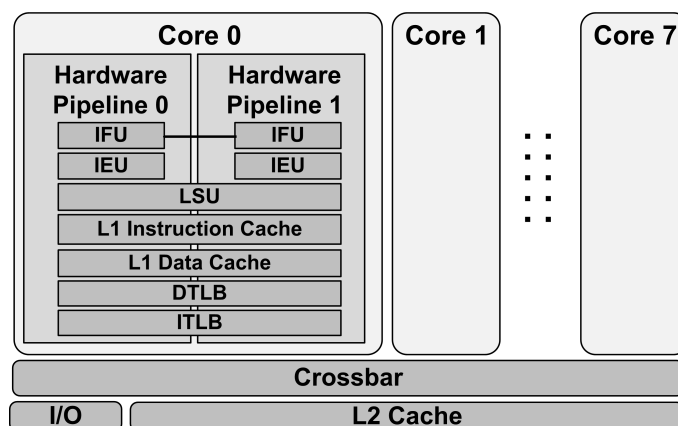 Core 0
Core 1
Core 7
Hardware
Pipeline 0
Hardware
Pipeline 1
IFU
IFU
IEU
IEU
LSU
L1 Instruction Cache
L1 Data Cache
DTLB
ITLB
Crossbar
I/O
L2 Cache